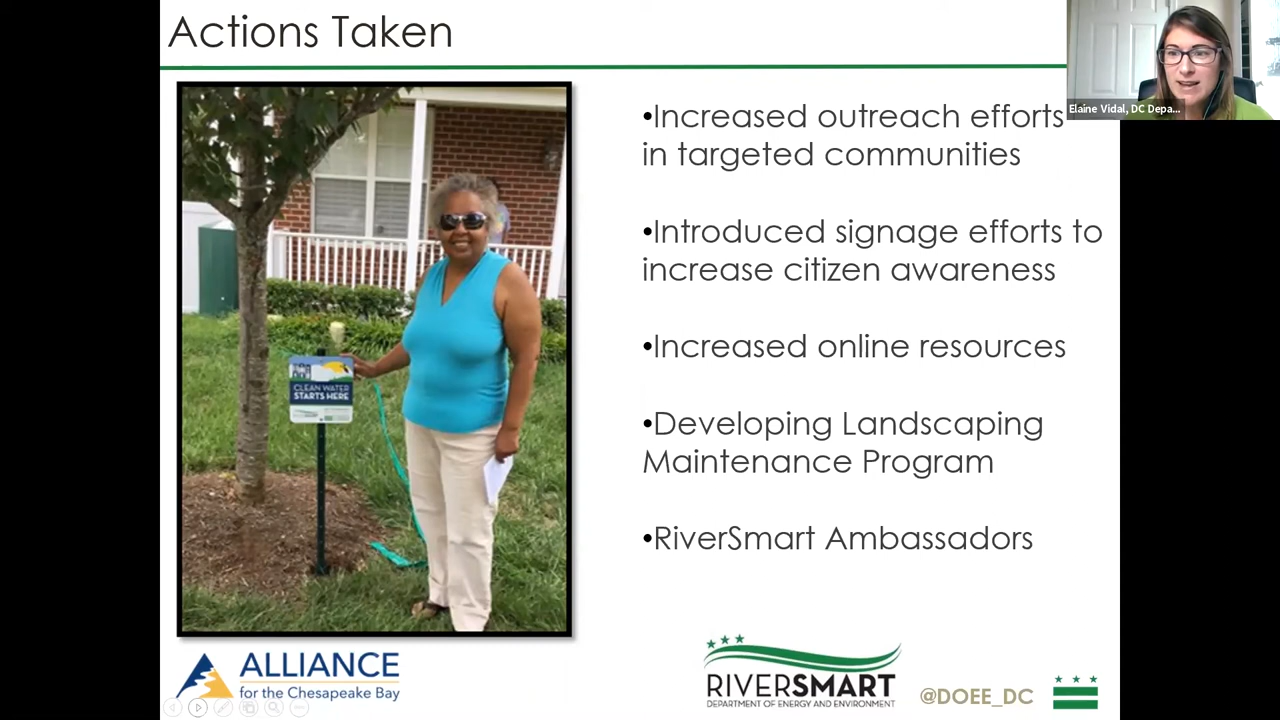 Actions Taken
Elaine Vidal, DC Depa...
•Increased outreach efforts
in targeted communities
•Introduced signage efforts to
increase citizen awareness
•Increased online resources
•Developing Landscaping
Maintenance Program
•RiverSmart Ambassadors
CLEAN WATER
STARTS HERE
ALLIANCE
for the Chesapeake Bay
RIVERSMART
DEPARTMENT OF ENERGY AND ENVIRONMENT
@DOEE_DC